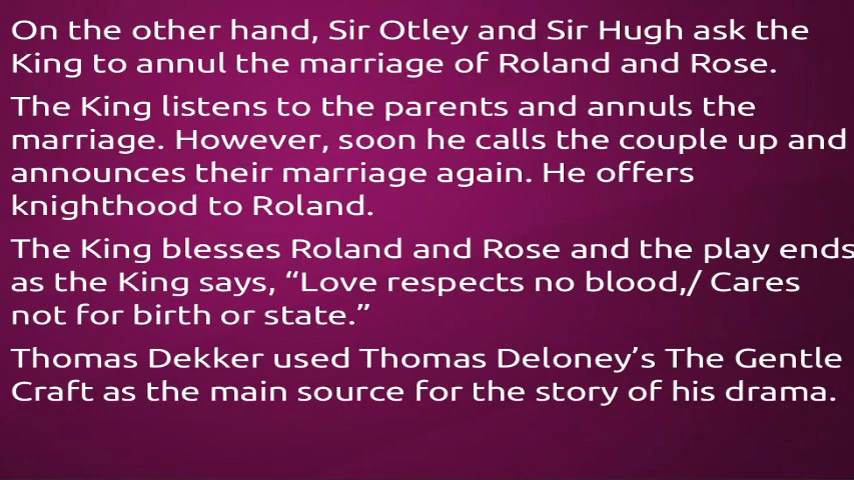 On the other hand, Sir Otley and Sir Hugh ask the
King to annul the marriage of Roland and Rose.
The King listens to the parents and annuls the
marriage. However, soon he calls the couple up and
announces their marriage again. He offers
knighthood to Roland.
The King blesses Roland and Rose and the play ends
as the King says, “Love respects no blood,/ Cares
not for birth or state.”
Thomas Dekker used Thomas Deloney’s The Gentle
Craft as the main source for the story of his drama.